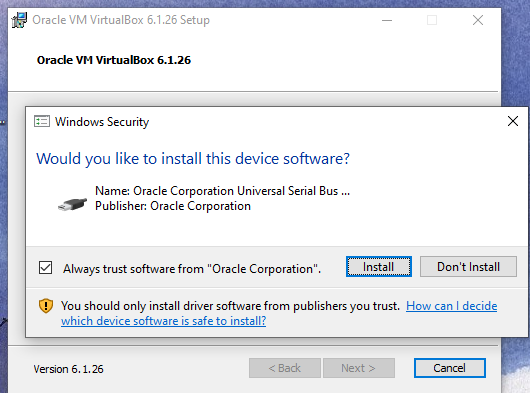 Oracle VM VirtualBox 6.1.26 Setup
Oracle VM VirtualBox 6.1.26
Windows Security
Would you like to install this device software?
Name: Oracle Corporation Universal Serial Bus ...
Publisher: Oracle Corporation
Always trust software from "Oracle Corporation".
Install
Don't Install
You should only install driver software from publishers you trust. How can I decide
which device software is safe to install?
Version 6.1.26
< Back
Next >
Cancel